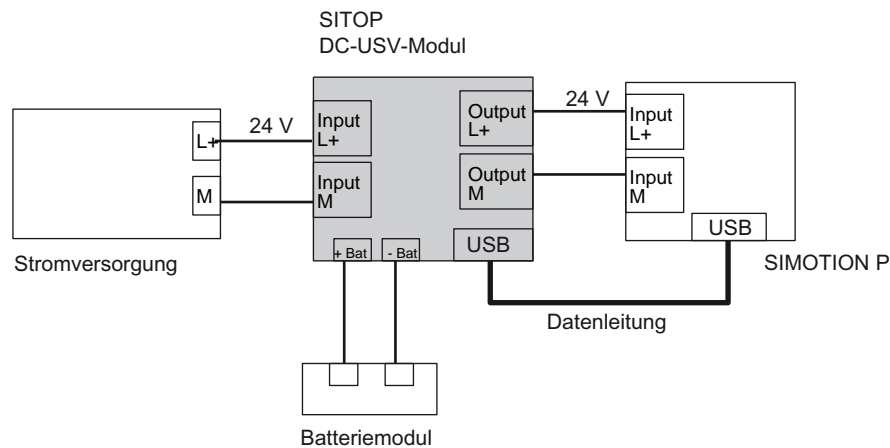 SITOP
DC-USV-Modul
24 V
24 V
L+
Input
L+
Output
L+
Input
L+
M
Input
M
Output
M
Input
M
USB
+ Bat
- Bat
USB
Stromversorgung
SIMOTION P
Datenleitung
Batteriemodul